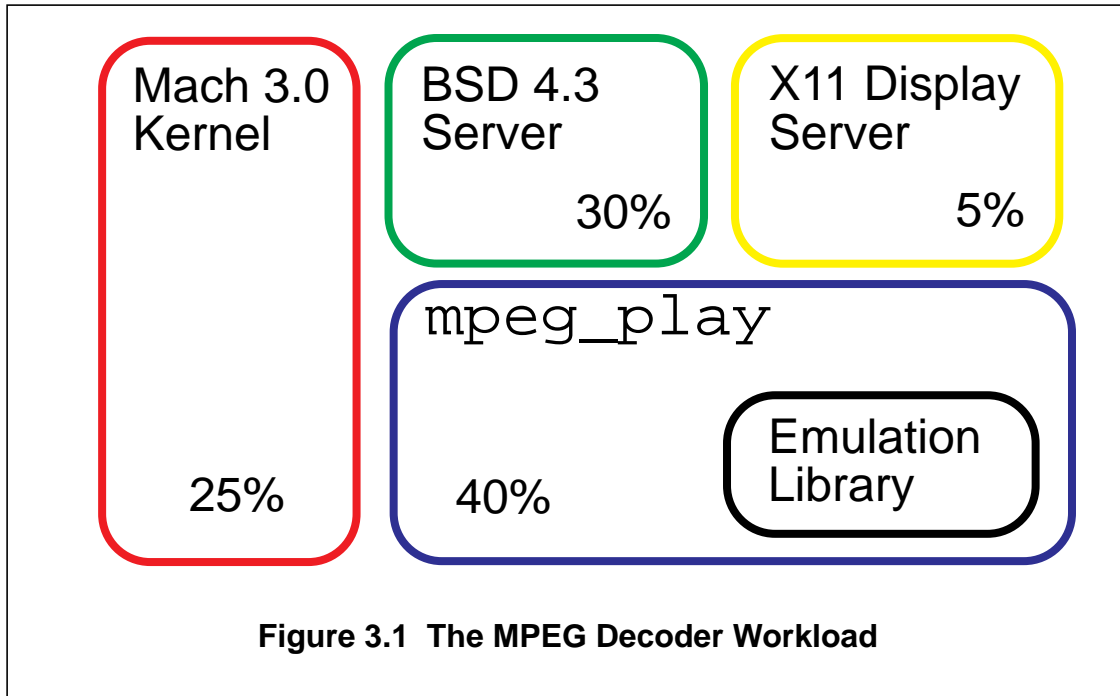 Mach 3.0
Kernel
25%
BSD 4.3
Server
30%
X11 Display
Server
5%
mpeg_play
40%
Emulation
Library
Figure 3.1 The MPEG Decoder Workload